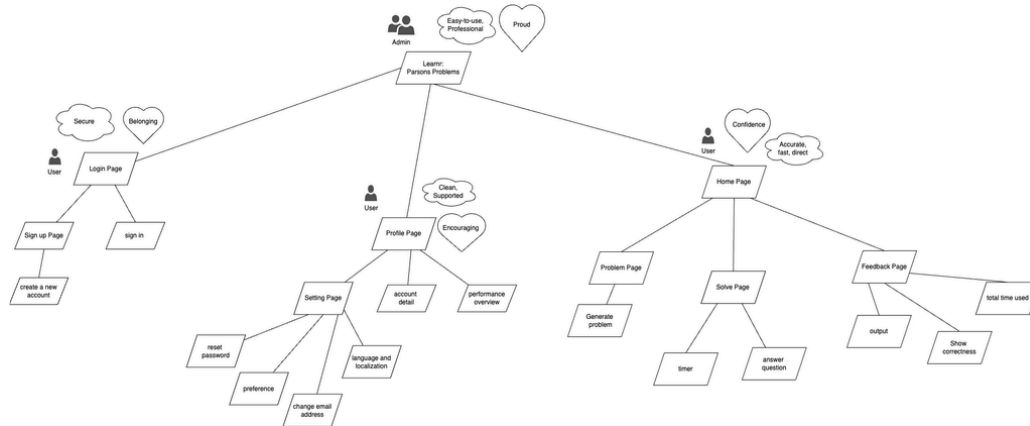 Easy-to-use,
Professional
Proud
Admin
Learnr:
Parsons Problems
Secure
Belonging
User
Login Page
Sign up Page
sign in
create a new
account
Clean,
Supported
User
Profile Page
Encouraging
Setting Page
account
detail
performance
overview
reset
password
preference
change email
address
language and
localization
Confidence
User
Accurate,
fast, direct
Home Page
Problem Page
Generate
problem
Solve Page
timer
answer
question
Feedback Page
output
Show
correctness
total time used